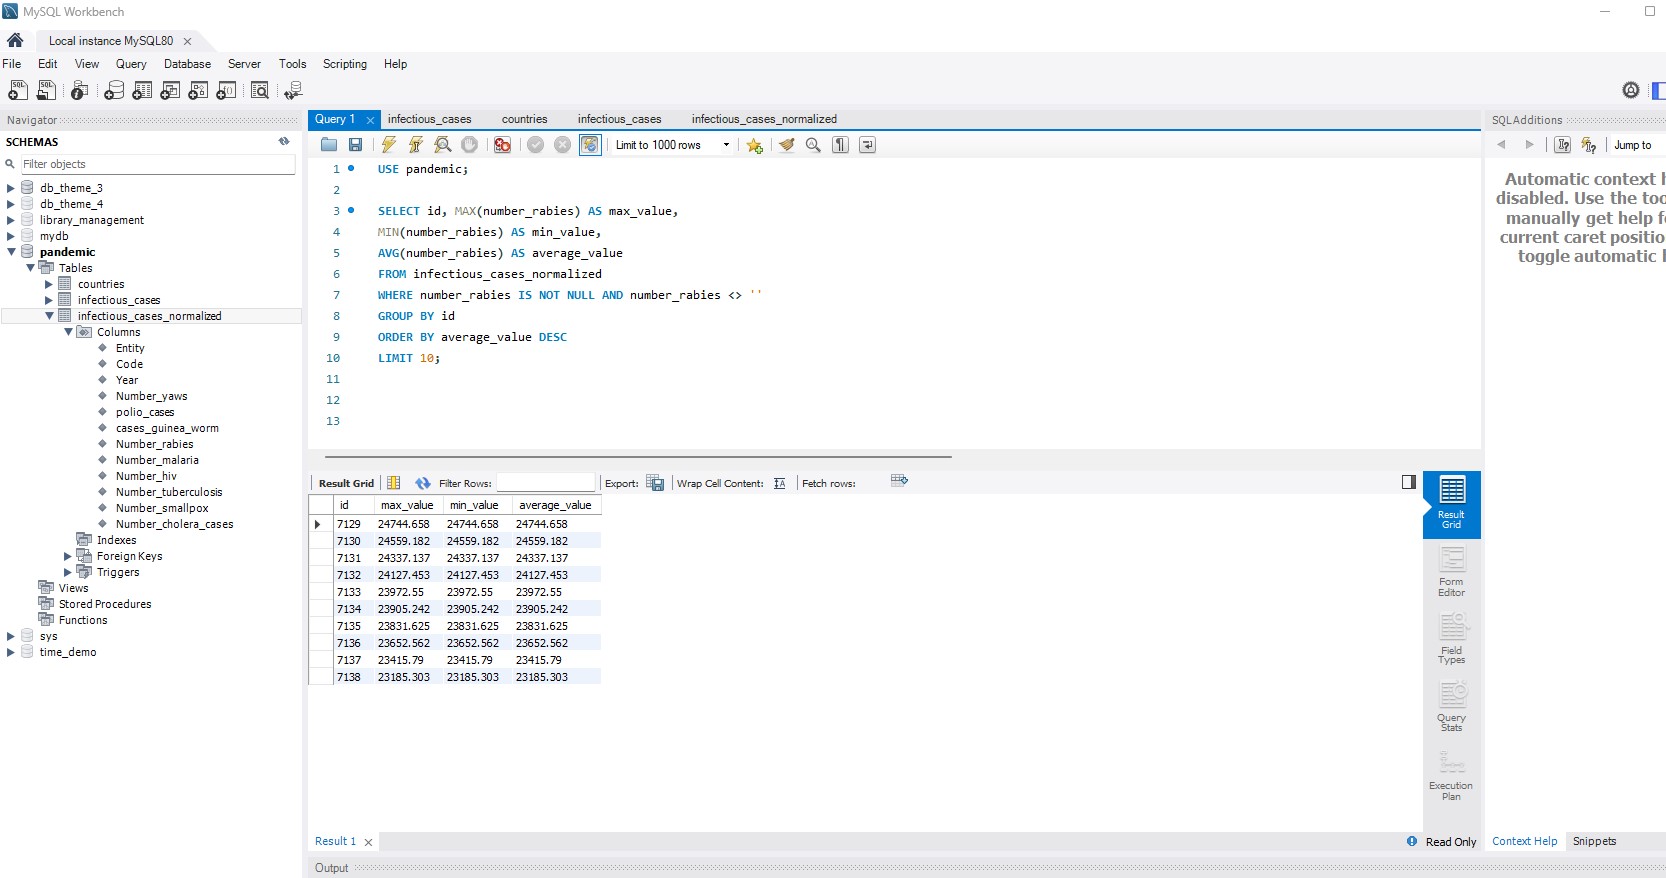 MySQL Workbench
Local instance MySQL80
File Edit View Query Database Server Tools Scripting Help
Navigator
SCHEMAS
Filter objects
db_theme_3
db_theme_4
library_management
mydb
pandemic
Tables
countries
infectious_cases
infectious_cases_normalized
Columns
Entity
Code
Year
Number_yaws
polio_cases
cases_guinea_worm
Number_rabies
Number_malaria
Number_hiv
Number_tuberculosis
Number_smallpox
Number_cholera_cases
Indexes
Foreign Keys
Triggers
Views
Stored Procedures
Functions
sys
time_demo
Query 1 infectious_cases countries infectious_cases infectious_cases_normalized
Limit to 1000 rows
1 USE pandemic;
2
3 SELECT id, MAX(number_rabies) AS max_value,
4 MIN(number_rabies) AS min_value,
5 AVG(number_rabies) AS average_value
6 FROM infectious_cases_normalized
7 WHERE number_rabies IS NOT NULL AND number_rabies <> ''
8 GROUP BY id
9 ORDER BY average_value DESC
10 LIMIT 10;
11
12
13
Result Grid Filter Rows: Export: Wrap Cell Content: Fetch rows:
id max_value min_value average_value
7129 24744.658 24744.658 24744.658
7130 24559.182 24559.182 24559.182
7131 24337.137 24337.137 24337.137
7132 24127.453 24127.453 24127.453
7133 23972.55 23972.55 23972.55
7134 23905.242 23905.242 23905.242
7135 23831.625 23831.625 23831.625
7136 23652.562 23652.562 23652.562
7137 23415.79 23415.79 23415.79
7138 23185.303 23185.303 23185.303
Result
Grid
Form
Editor
Field
Types
Query
Stats
Execution
Plan
Result 1
Read Only
Output
SQLAdditions
Jump to
Automatic context h
disabled. Use the too
manually get help f
current caret positio
toggle automatic
Context Help Snippets